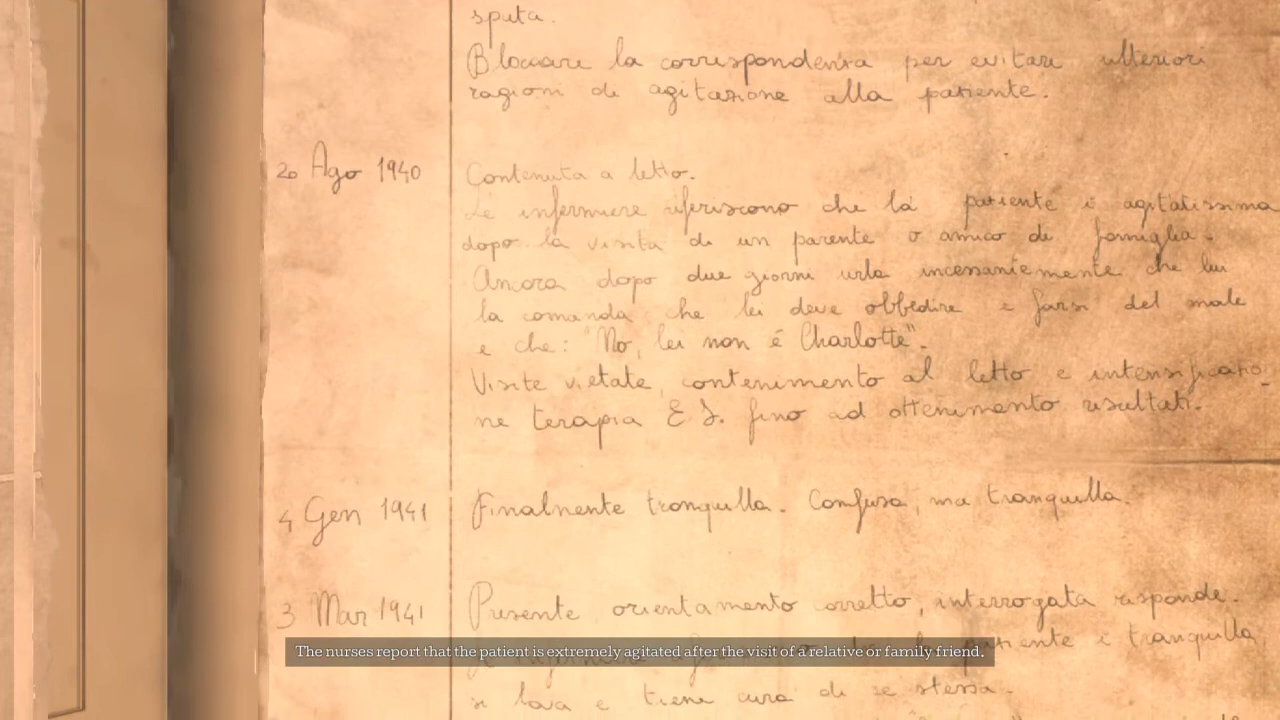 sputa.
Bloccare la corrispondenza per evitare ulteriori
ragioni di agitazione alla paziente.
20 Ago 1940 Contenuta a letto.
Le infermiere riferiscono che la paziente è agitatissima
dopo la visita di un parente o amico di famiglia.
Ancora dopo due giorni urla incessantemente che lui
la comanda che lei deve obbedire e farsi del male
e che: "No, lei non é Charlotte".
Visite vietate, contenimento al letto e intensificazio_
ne terapia E S. fino ad ottenimento risultati.
4 Gen 1941 Finalmente tranquilla. Confusa, ma tranquilla.
3 Mar 1941 Presente, orientamento corretto, interrogata risponde.
The nurses report that the patient is extremely agitated after the visit of a relative or family friend.
paziente è tranquilla,
si lava e tiene cura di se stessa.